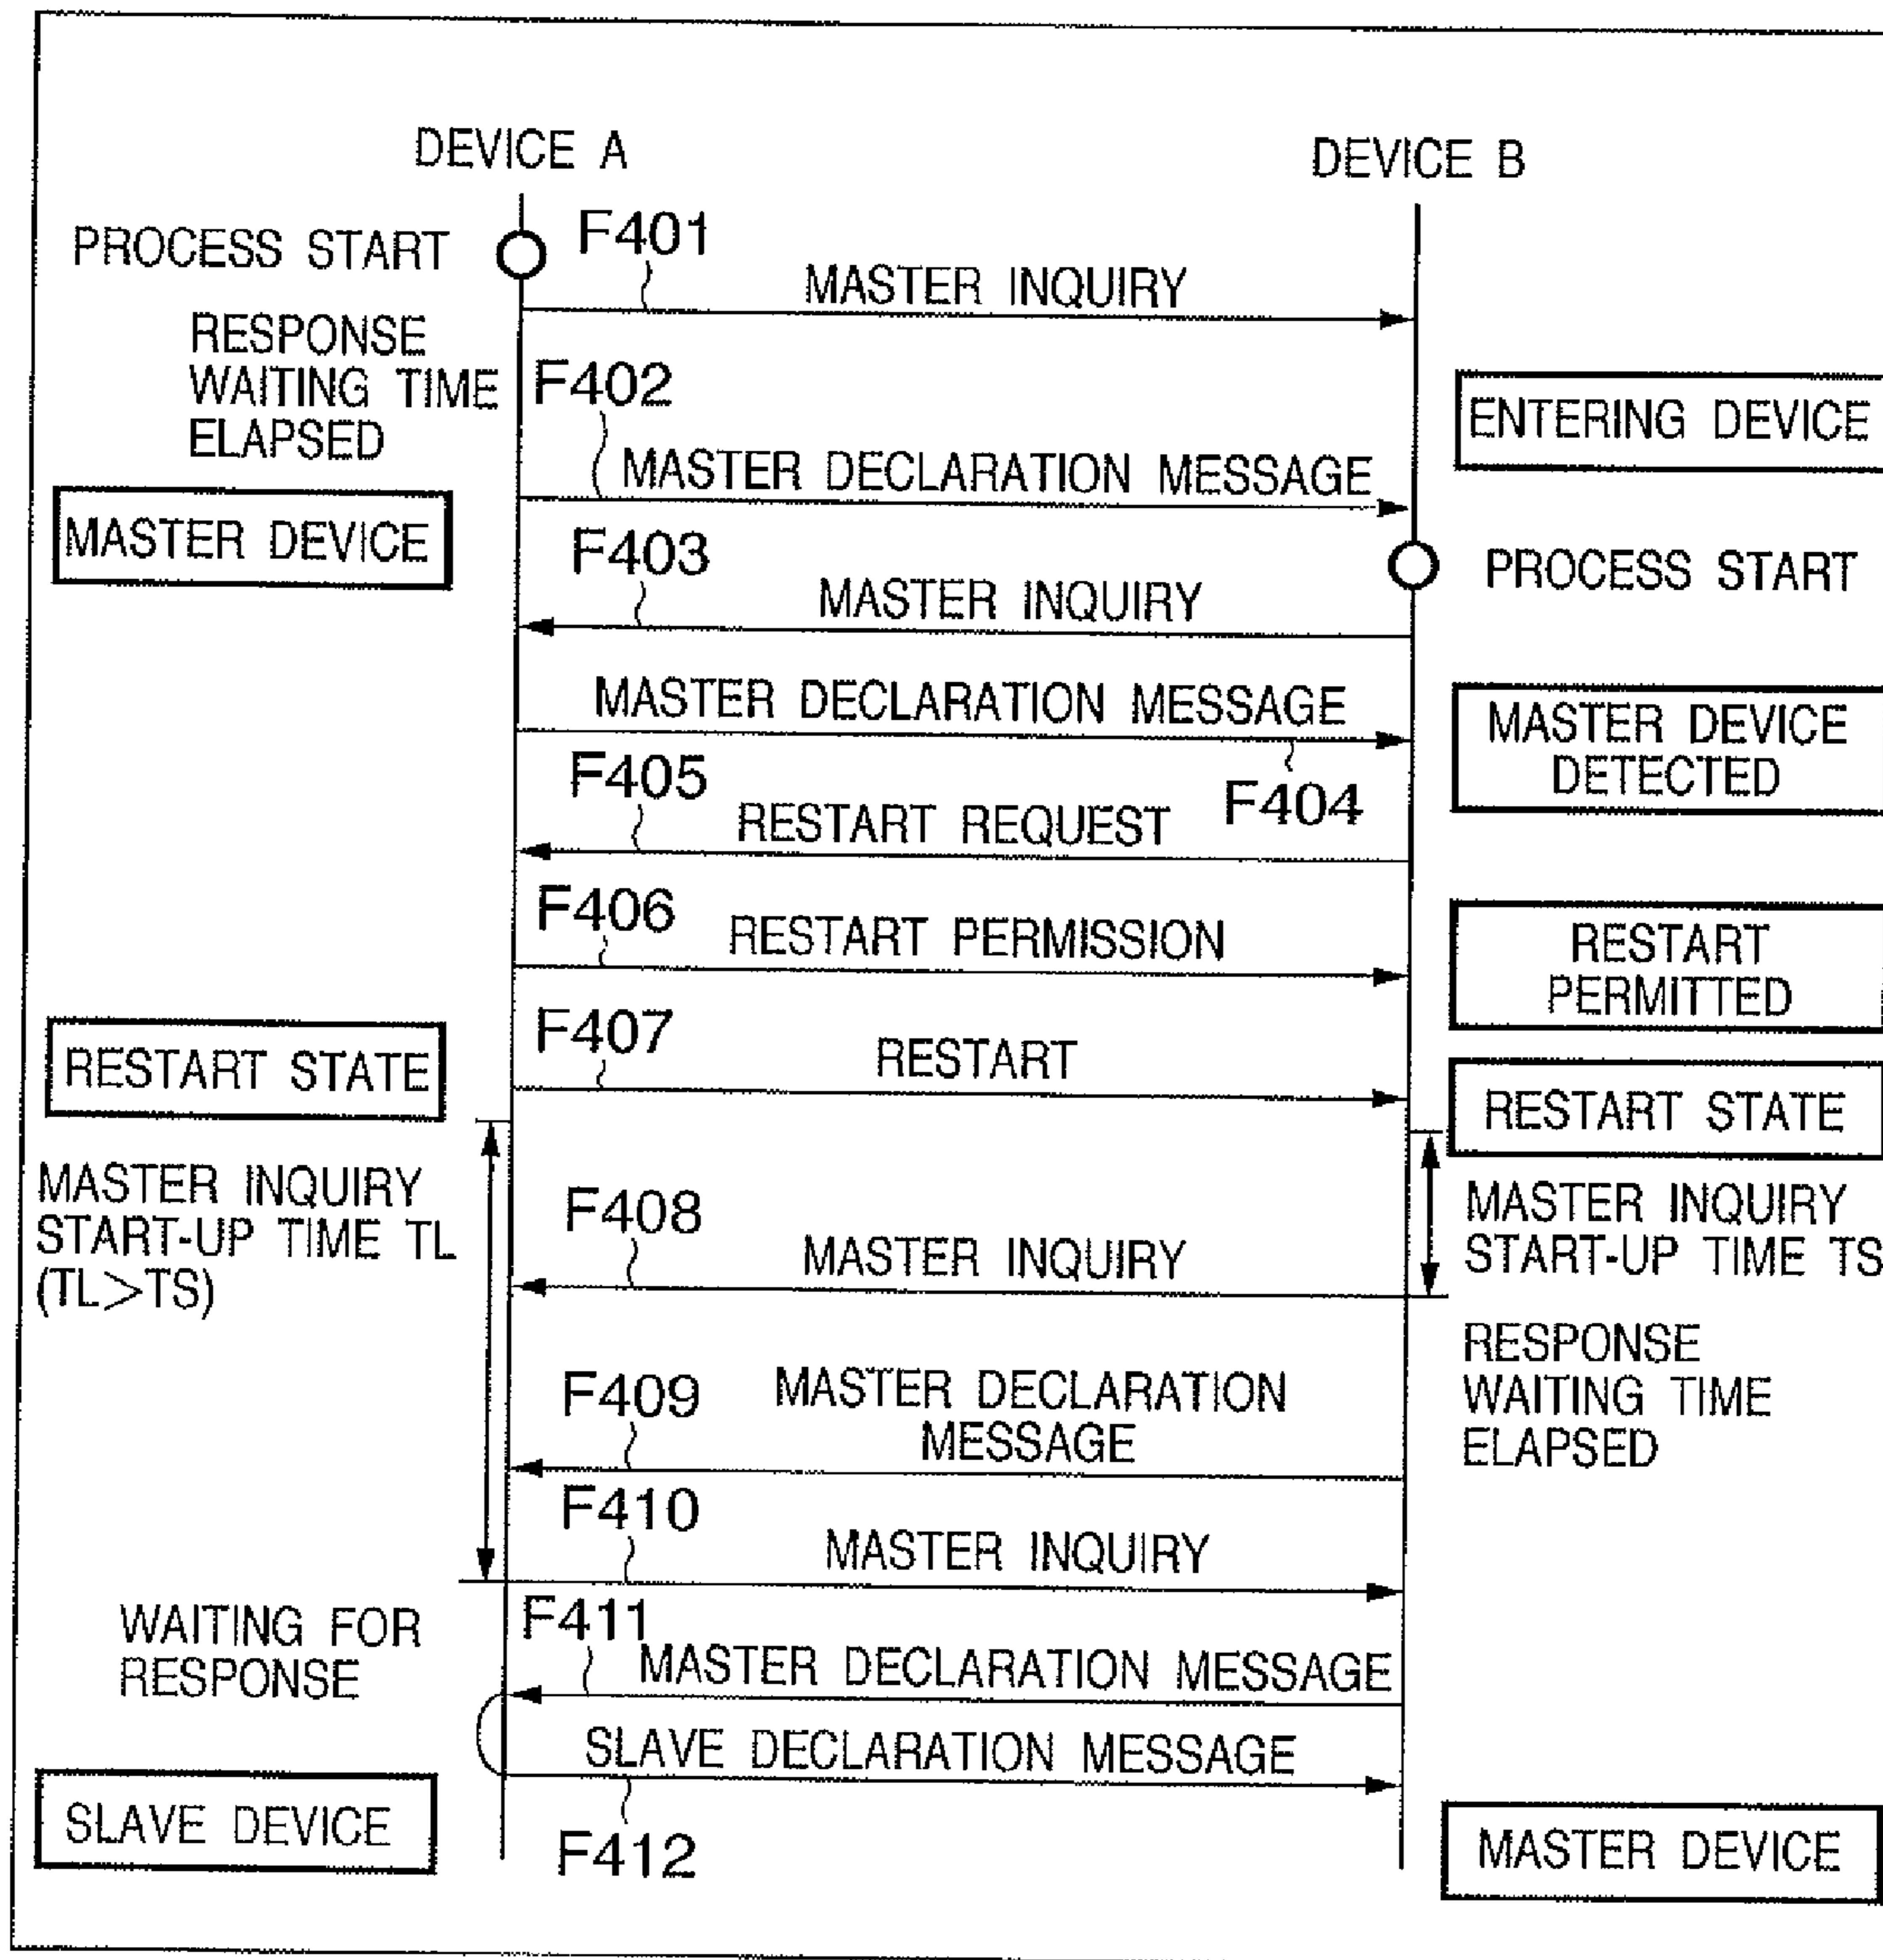 DEVICE A
DEVICE B
PROCESS START
F401
MASTER INQUIRY
RESPONSE
WAITING TIME
ELAPSED
F402
ENTERING DEVICE
MASTER DECLARATION MESSAGE
MASTER DEVICE
F403
PROCESS START
MASTER INQUIRY
MASTER DECLARATION MESSAGE
MASTER DEVICE
DETECTED
F404
F405
RESTART REQUEST
F406
RESTART PERMISSION
RESTART
PERMITTED
F407
RESTART
RESTART STATE
RESTART STATE
MASTER INQUIRY
START-UP TIME TL
(TL>TS)
F408
MASTER INQUIRY
MASTER INQUIRY
START-UP TIME TS
RESPONSE
WAITING TIME
ELAPSED
F409
MASTER DECLARATION
MESSAGE
F410
MASTER INQUIRY
WAITING FOR
RESPONSE
F411
MASTER DECLARATION MESSAGE
SLAVE DECLARATION MESSAGE
SLAVE DEVICE
F412
MASTER DEVICE